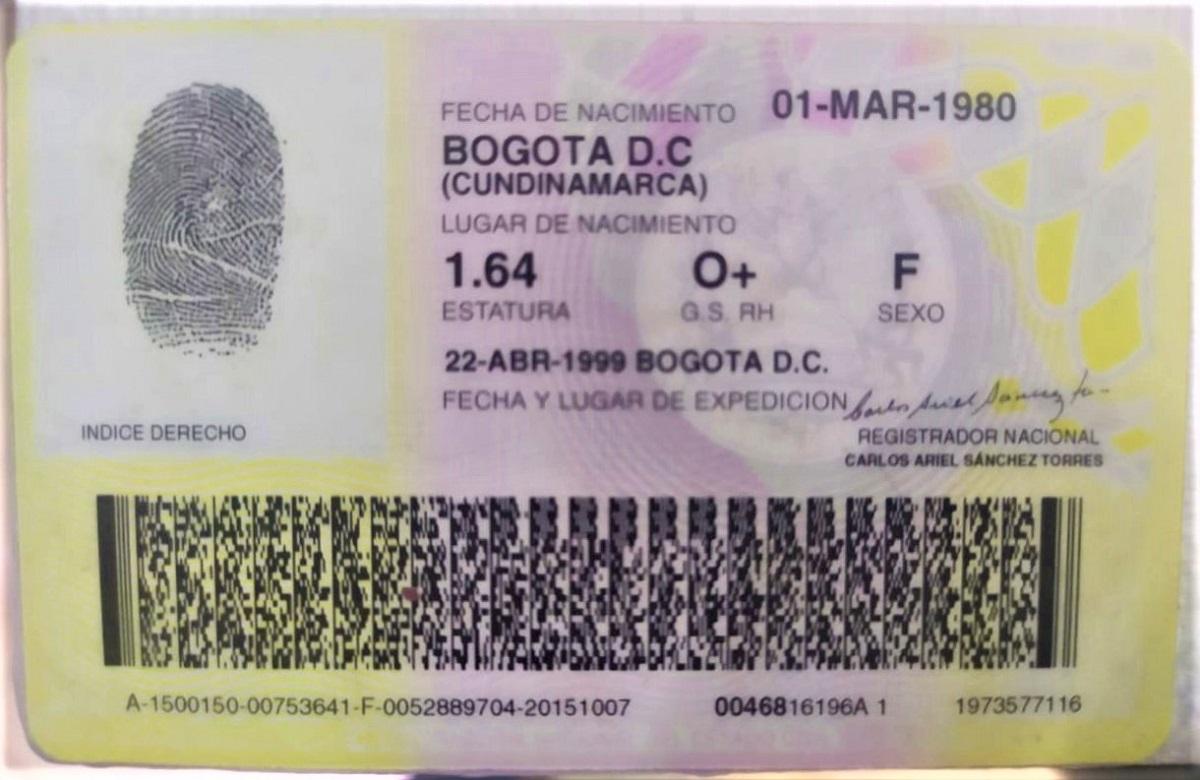 FECHA DE NACIMIENTO 01-MAR-1980
BOGOTA D.C
(CUNDINAMARCA)
LUGAR DE NACIMIENTO
1.64 O+ F
ESTATURA G.S. RH SEXO
22-ABR-1999 BOGOTA D.C.
FECHA Y LUGAR DE EXPEDICION
Carlos Ariel Sánchez T.
INDICE DERECHO
REGISTRADOR NACIONAL
CARLOS ARIEL SÁNCHEZ TORRES
A-1500150-00753641-F-0052889704-20151007 0046816196A 1 1973577116